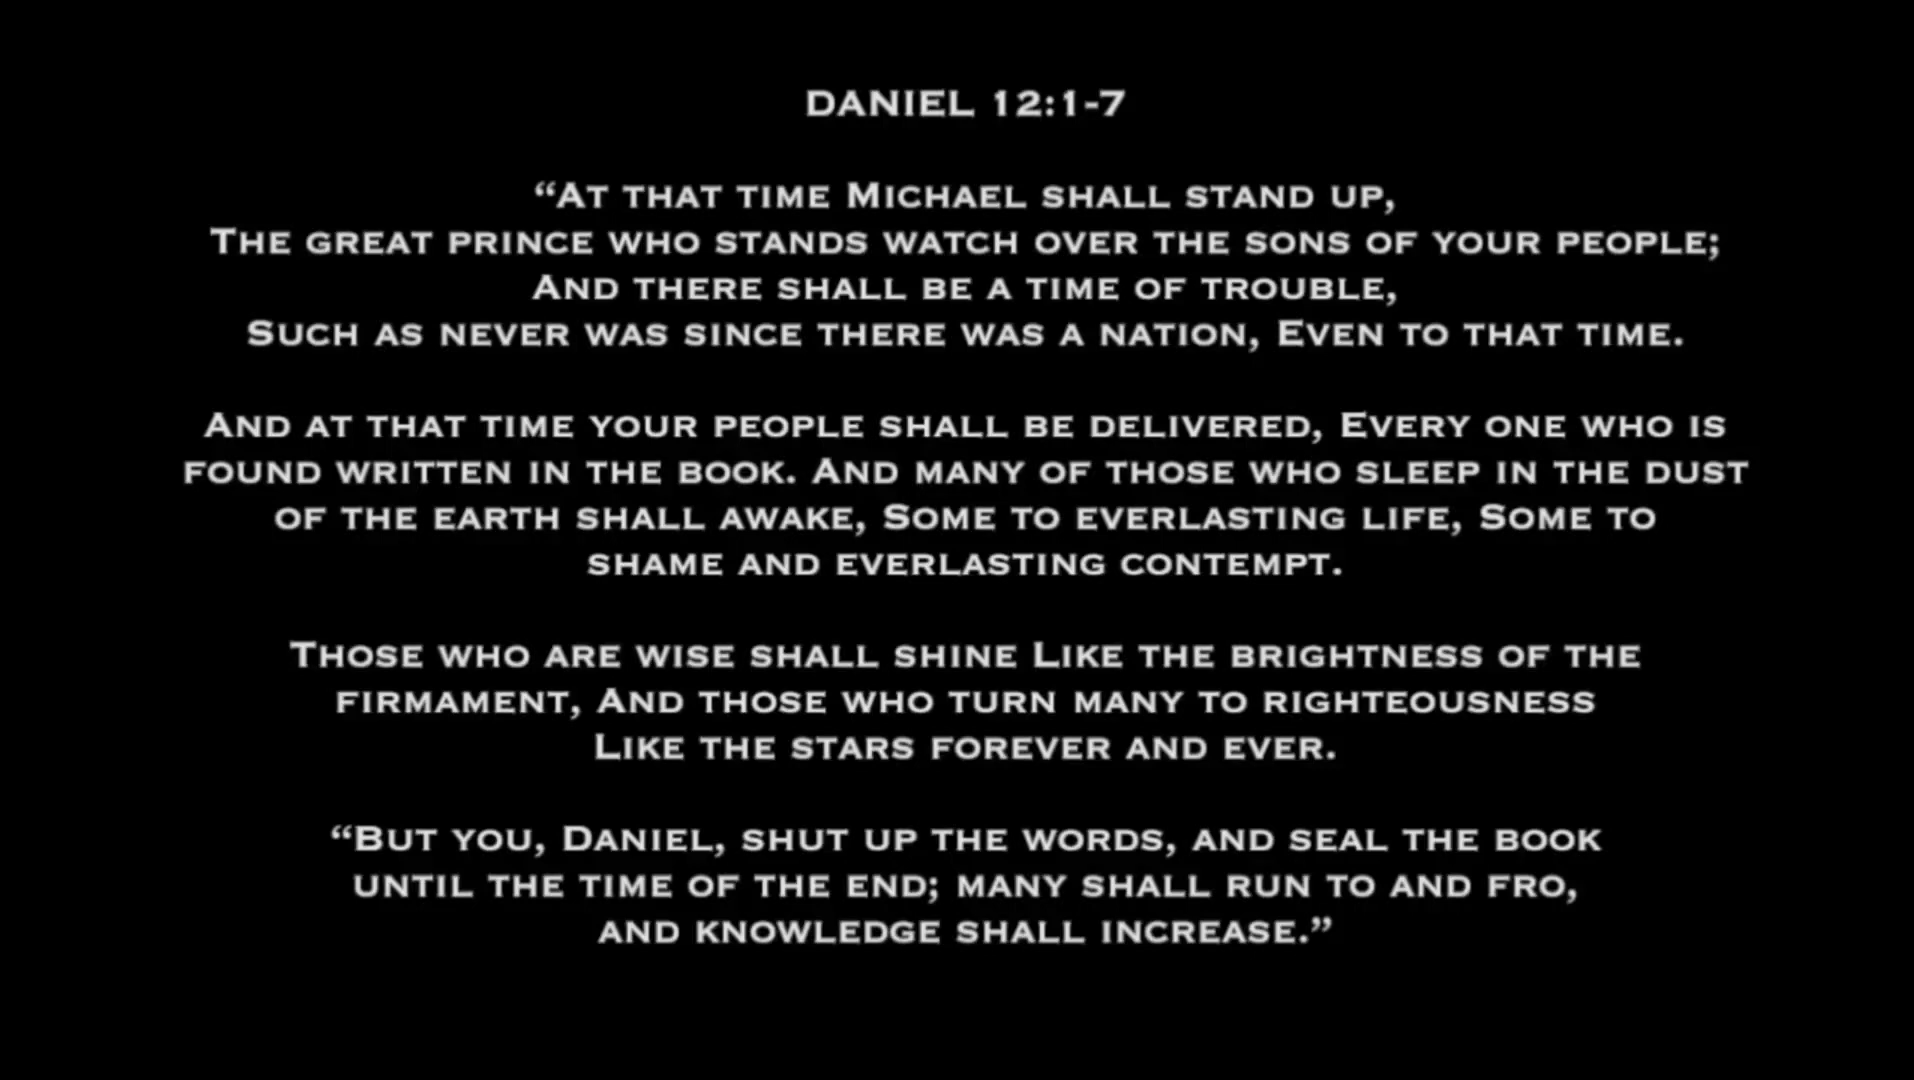 DANIEL 12:1-7
“At that time Michael shall stand up,
The great prince who stands watch over the sons of your people;
And there shall be a time of trouble,
Such as never was since there was a nation, Even to that time.
And at that time your people shall be delivered, Every one who is
found written in the book. And many of those who sleep in the dust
of the earth shall awake, Some to everlasting life, Some to
shame and everlasting contempt.
Those who are wise shall shine Like the brightness of the
firmament, And those who turn many to righteousness
Like the stars forever and ever.
“But you, Daniel, shut up the words, and seal the book
until the time of the end; many shall run to and fro,
and knowledge shall increase.”